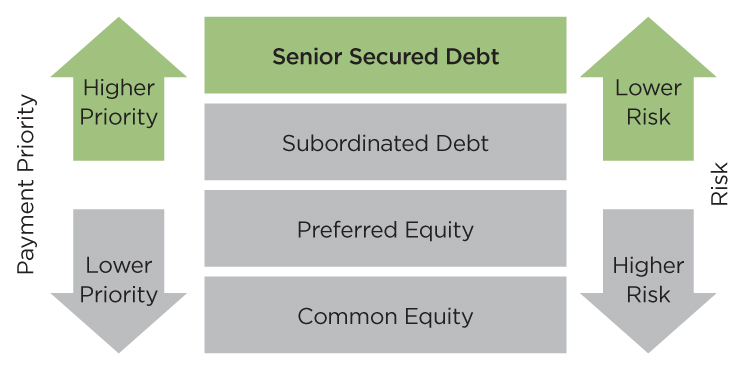 Payment Priority
Higher
Priority
Lower
Priority
Senior Secured Debt
Subordinated Debt
Preferred Equity
Common Equity
Lower
Risk
Higher
Risk
Risk